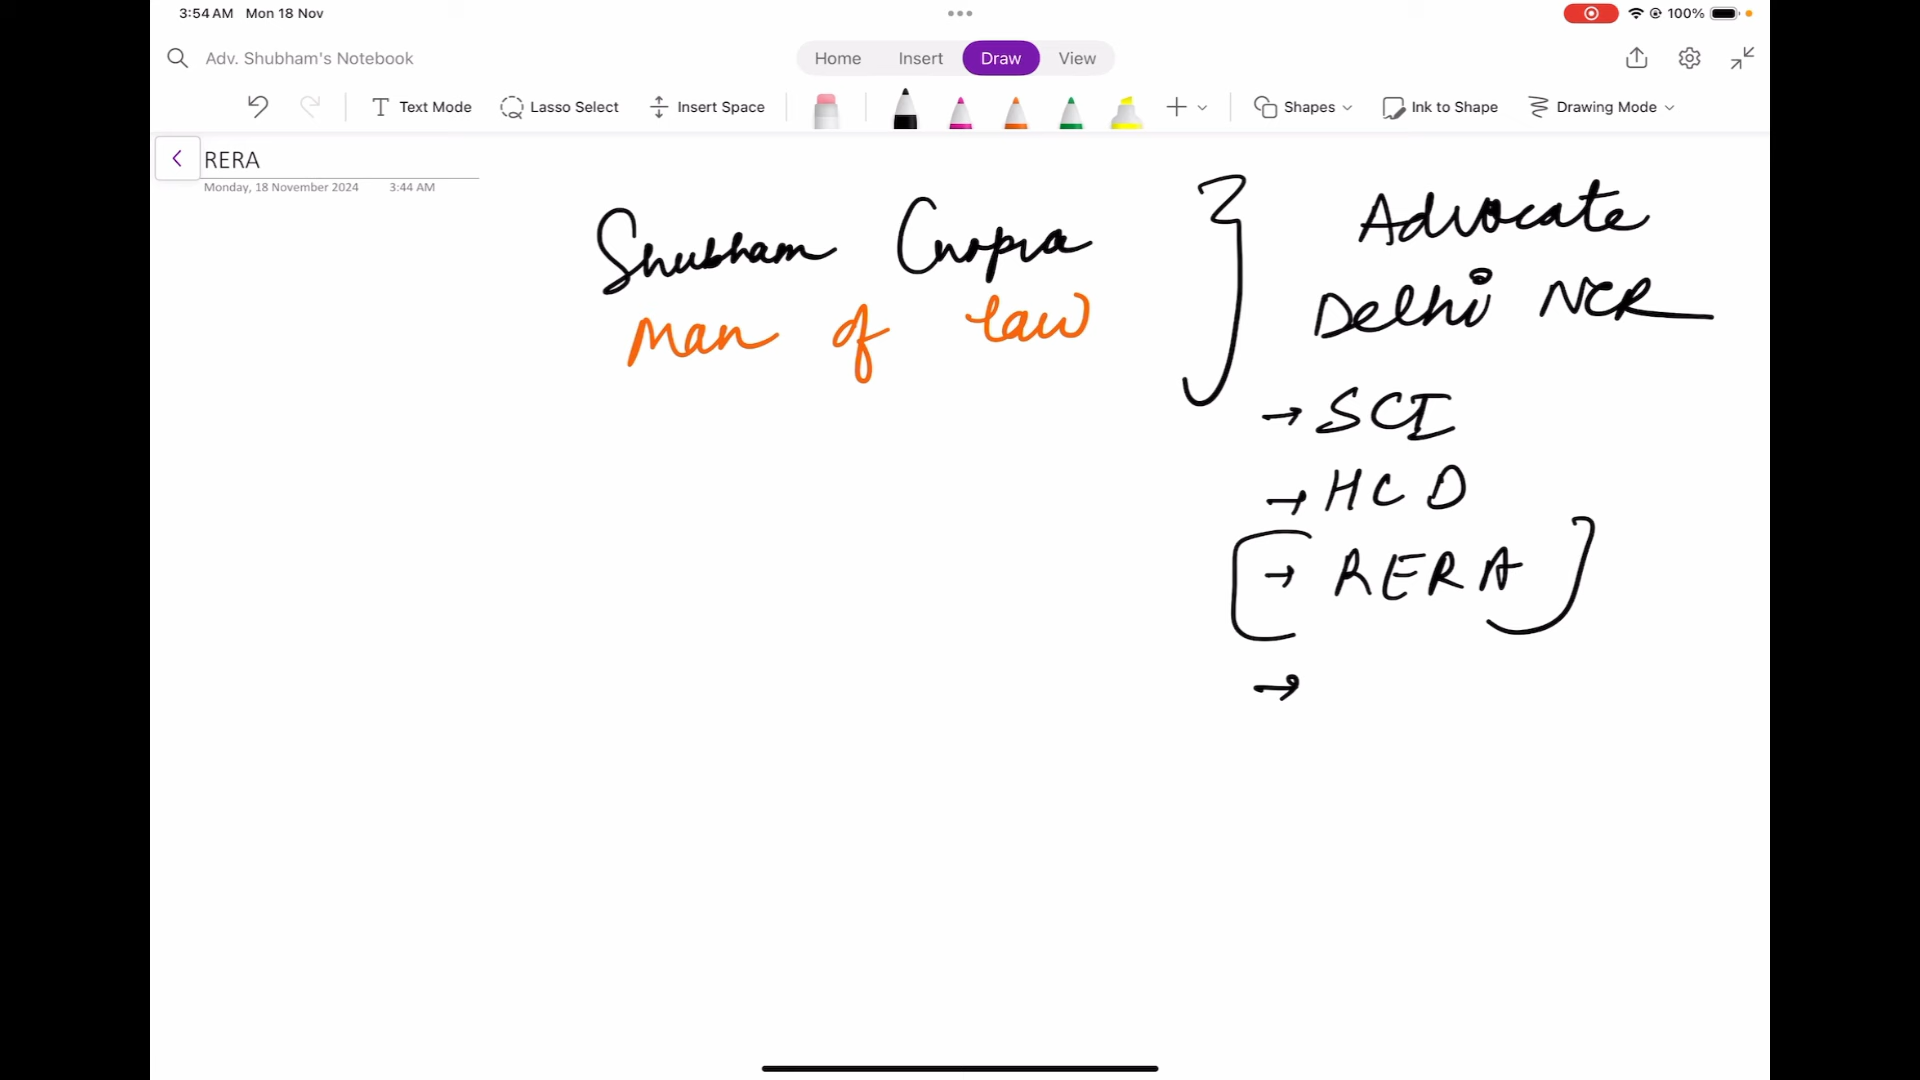 3:54 AM Mon 18 Nov
100%
Adv. Shubham's Notebook
Home Insert Draw View
Text Mode Lasso Select Insert Space Shapes Ink to Shape Drawing Mode
RERA
Monday, 18 November 2024 3:44 AM
Shubham Chopra
Man of law
Advocate
Delhi NCR
→ SCI
→ HCD
→ RERA
→